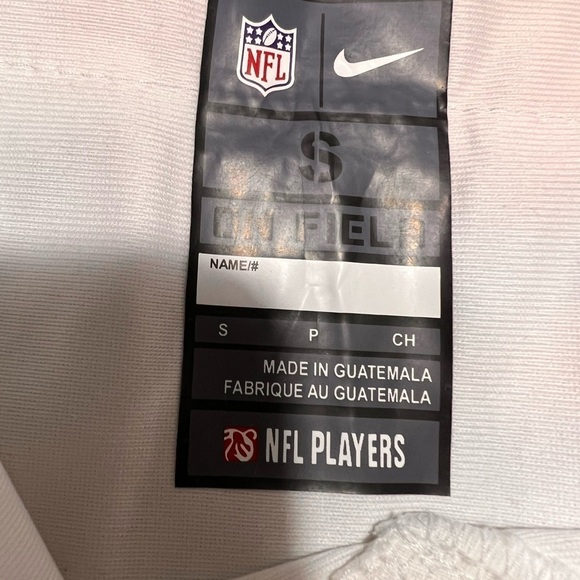 NFL
S
ON FIELD
NAME/#
S P CH
MADE IN GUATEMALA
FABRIQUE AU GUATEMALA
NFL PLAYERS